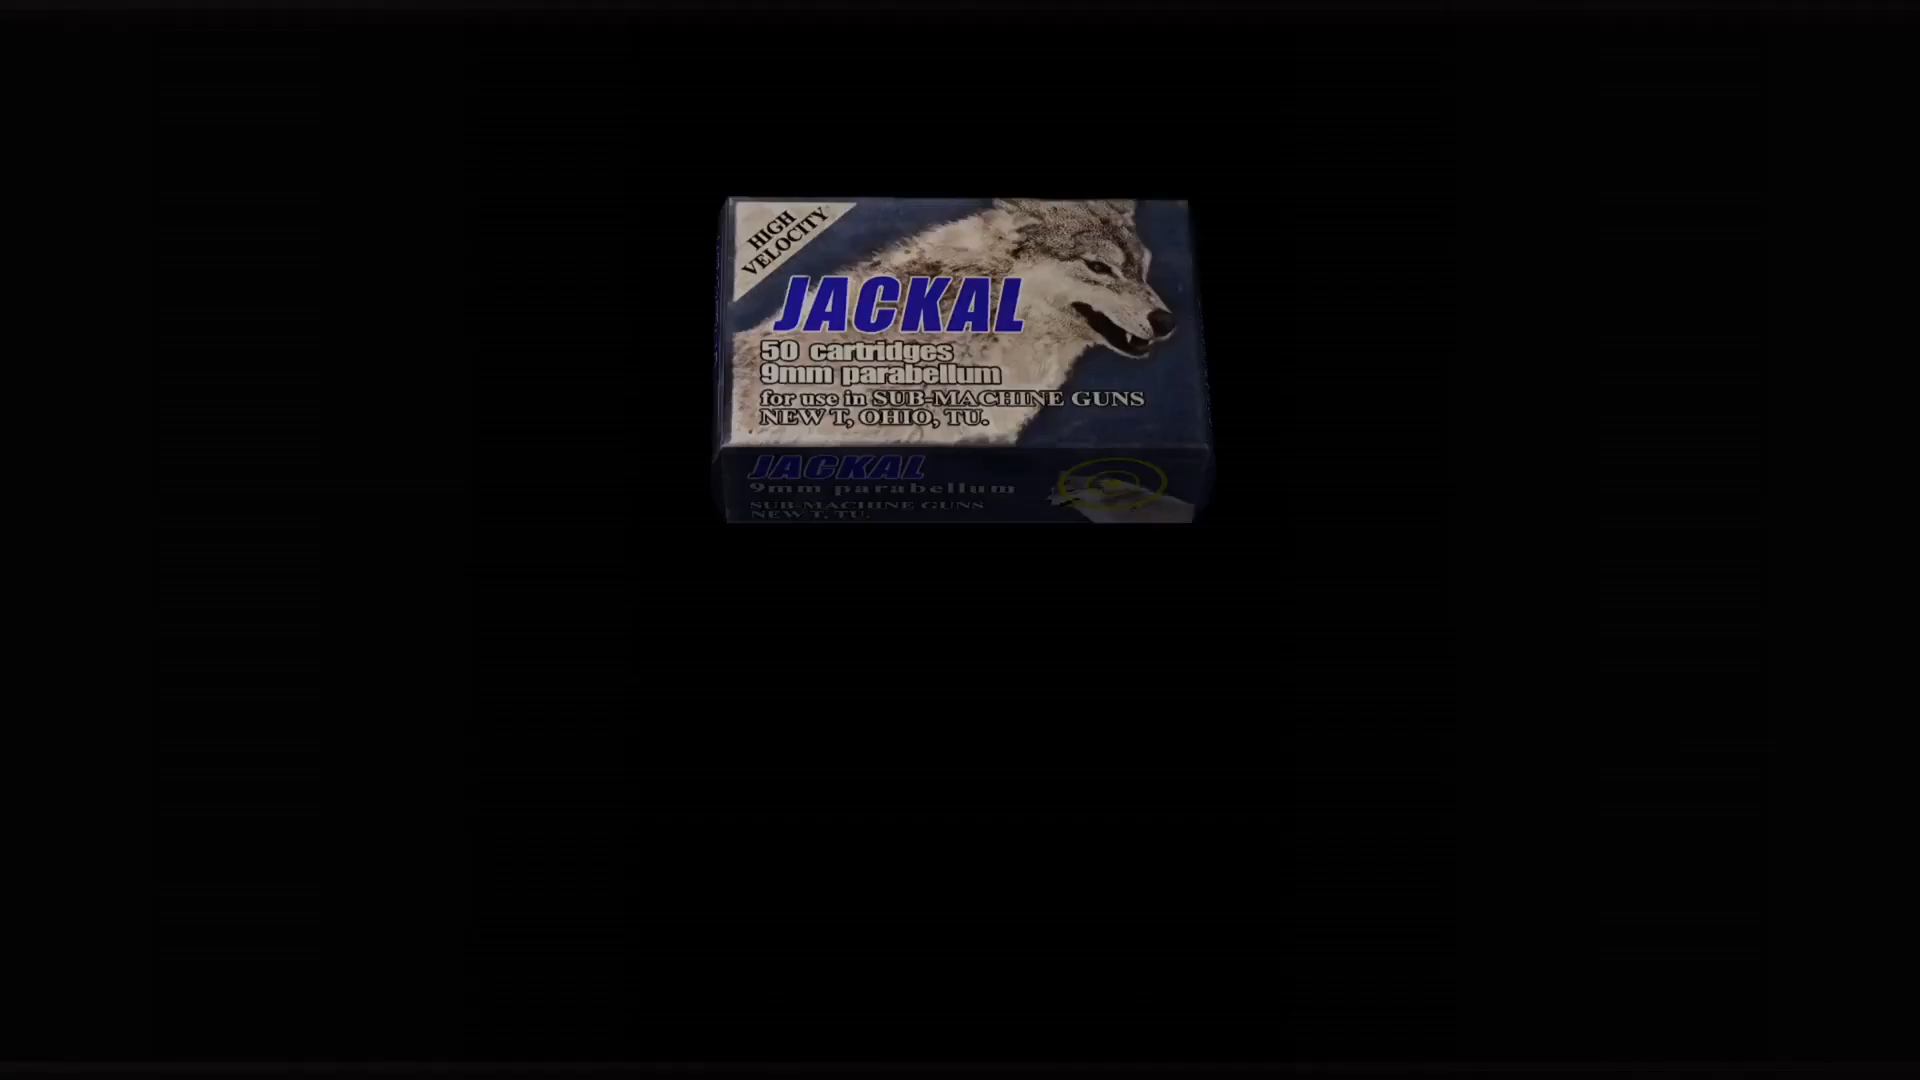 HIGH
VELOCITY
JACKAL
50 cartridges
9mm parabellum
for use in SUB-MACHINE GUNS
NEW T, OHIO, TU.
JACKAL
9mm parabellum
SUB-MACHINE GUNS
NEW T, TU.